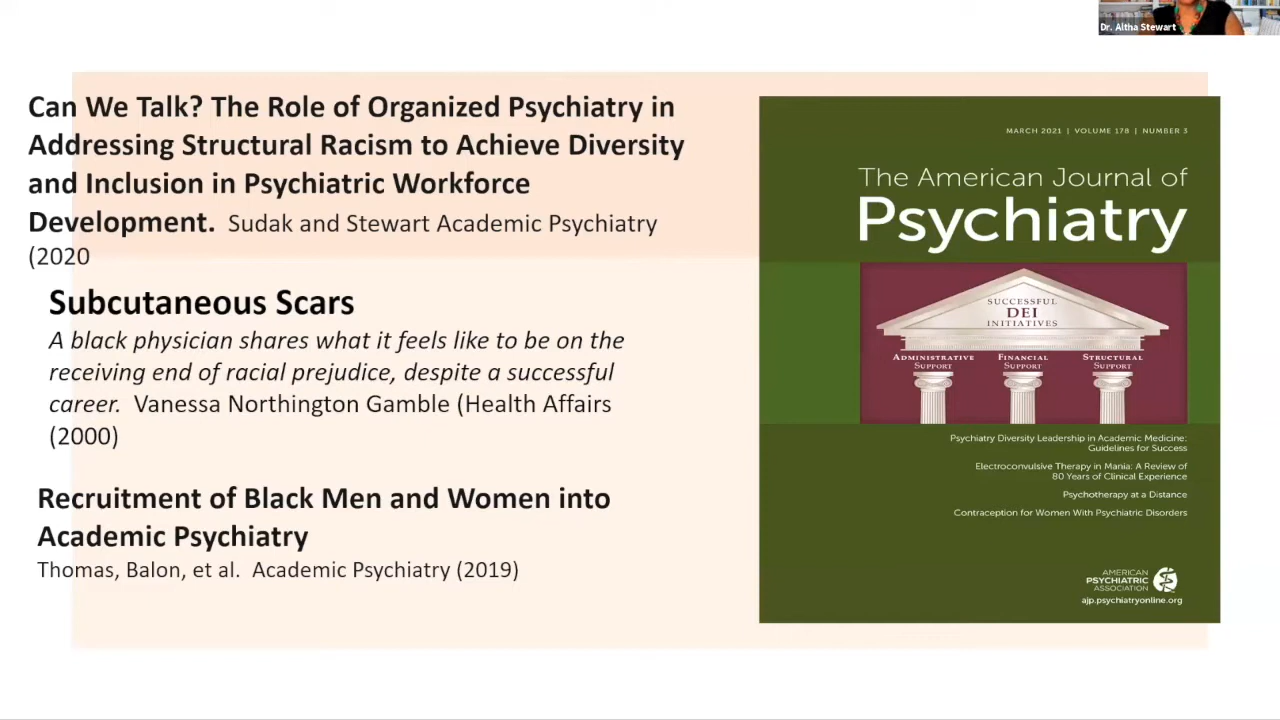 Dr. Altha Stewart
Can We Talk? The Role of Organized Psychiatry in
Addressing Structural Racism to Achieve Diversity
and Inclusion in Psychiatric Workforce
Development. Sudak and Stewart Academic Psychiatry
(2020
Subcutaneous Scars
A black physician shares what it feels like to be on the
receiving end of racial prejudice, despite a successful
career. Vanessa Northington Gamble (Health Affairs
(2000)
Recruitment of Black Men and Women into
Academic Psychiatry
Thomas, Balon, et al. Academic Psychiatry (2019)
MARCH 2021 | VOLUME 178 | NUMBER 3
The American Journal of
Psychiatry
SUCCESSFUL
DEI
INITIATIVES
ADMINISTRATIVE
SUPPORT
FINANCIAL
SUPPORT
STRUCTURAL
SUPPORT
Psychiatry Diversity Leadership in Academic Medicine:
Guidelines for Success
Electroconvulsive Therapy in Mania: A Review of
80 Years of Clinical Experience
Psychotherapy at a Distance
Contraception for Women With Psychiatric Disorders
AMERICAN
PSYCHIATRIC
ASSOCIATION
ajp.psychiatryonline.org